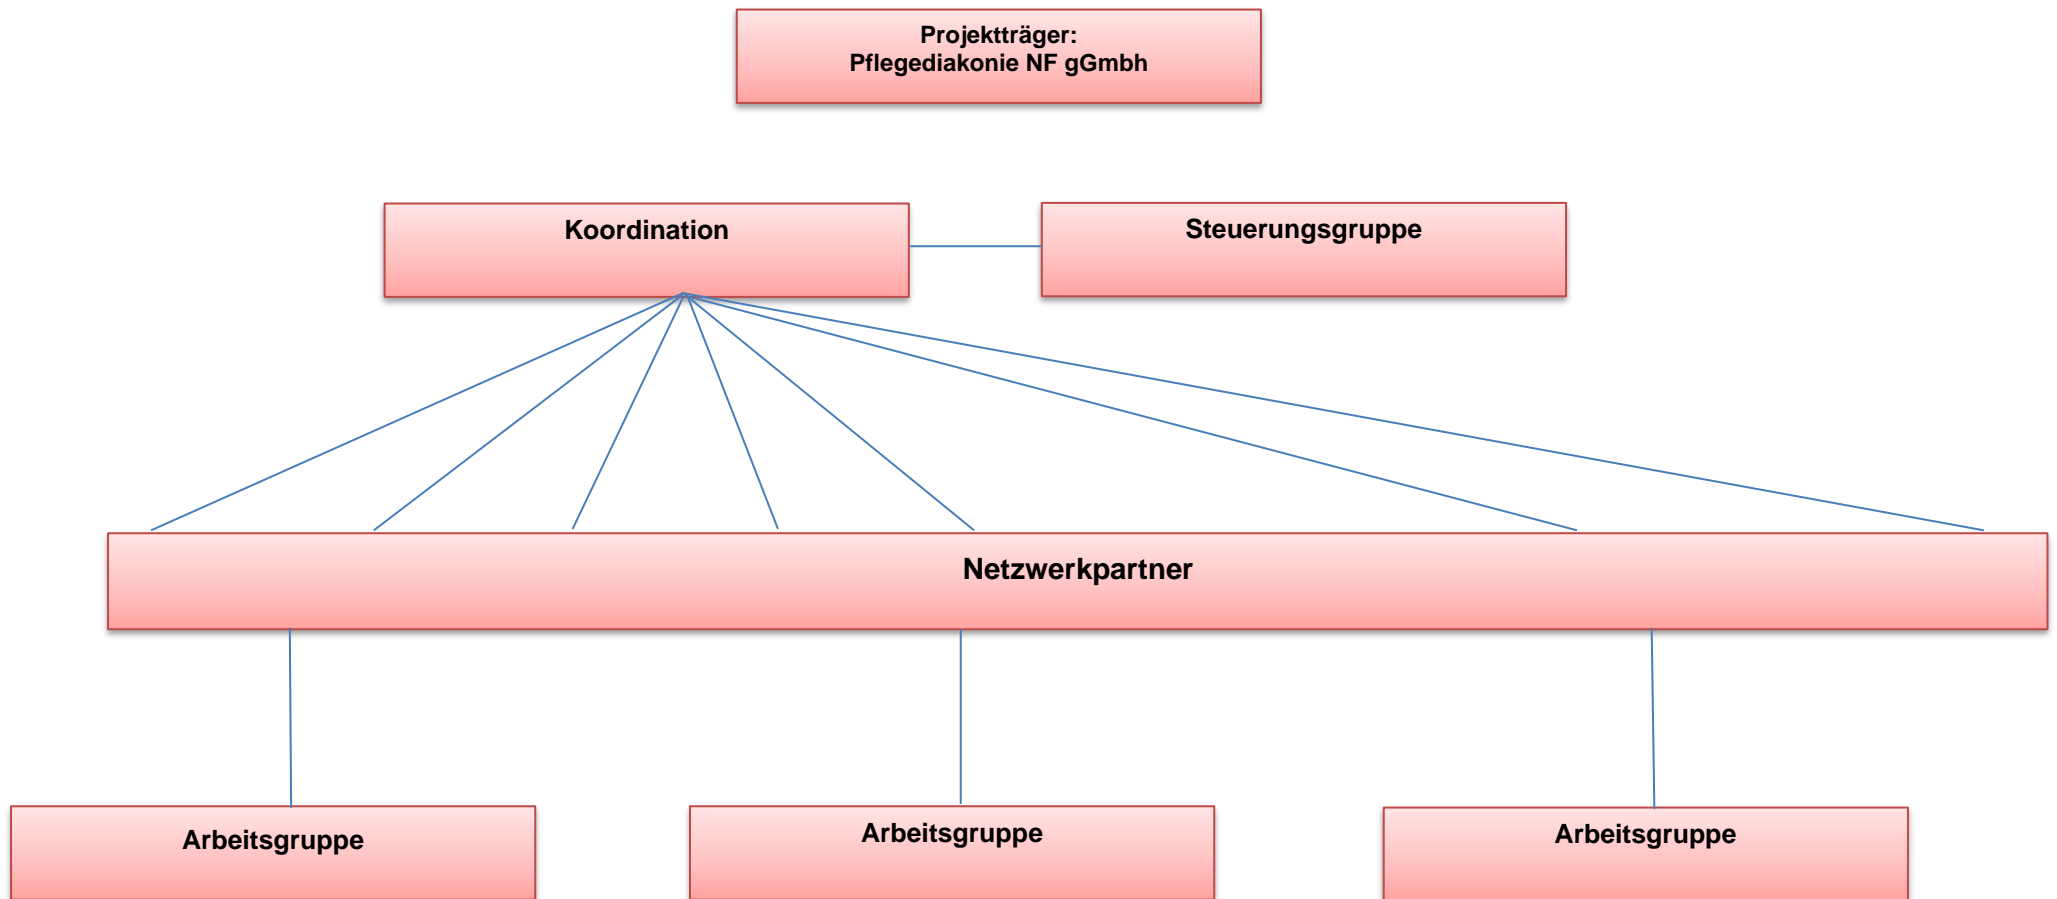 Projektträger:
Pflegediakonie NF gGmbh
Koordination
Steuerungsgruppe
Netzwerkpartner
Arbeitsgruppe
Arbeitsgruppe
Arbeitsgruppe